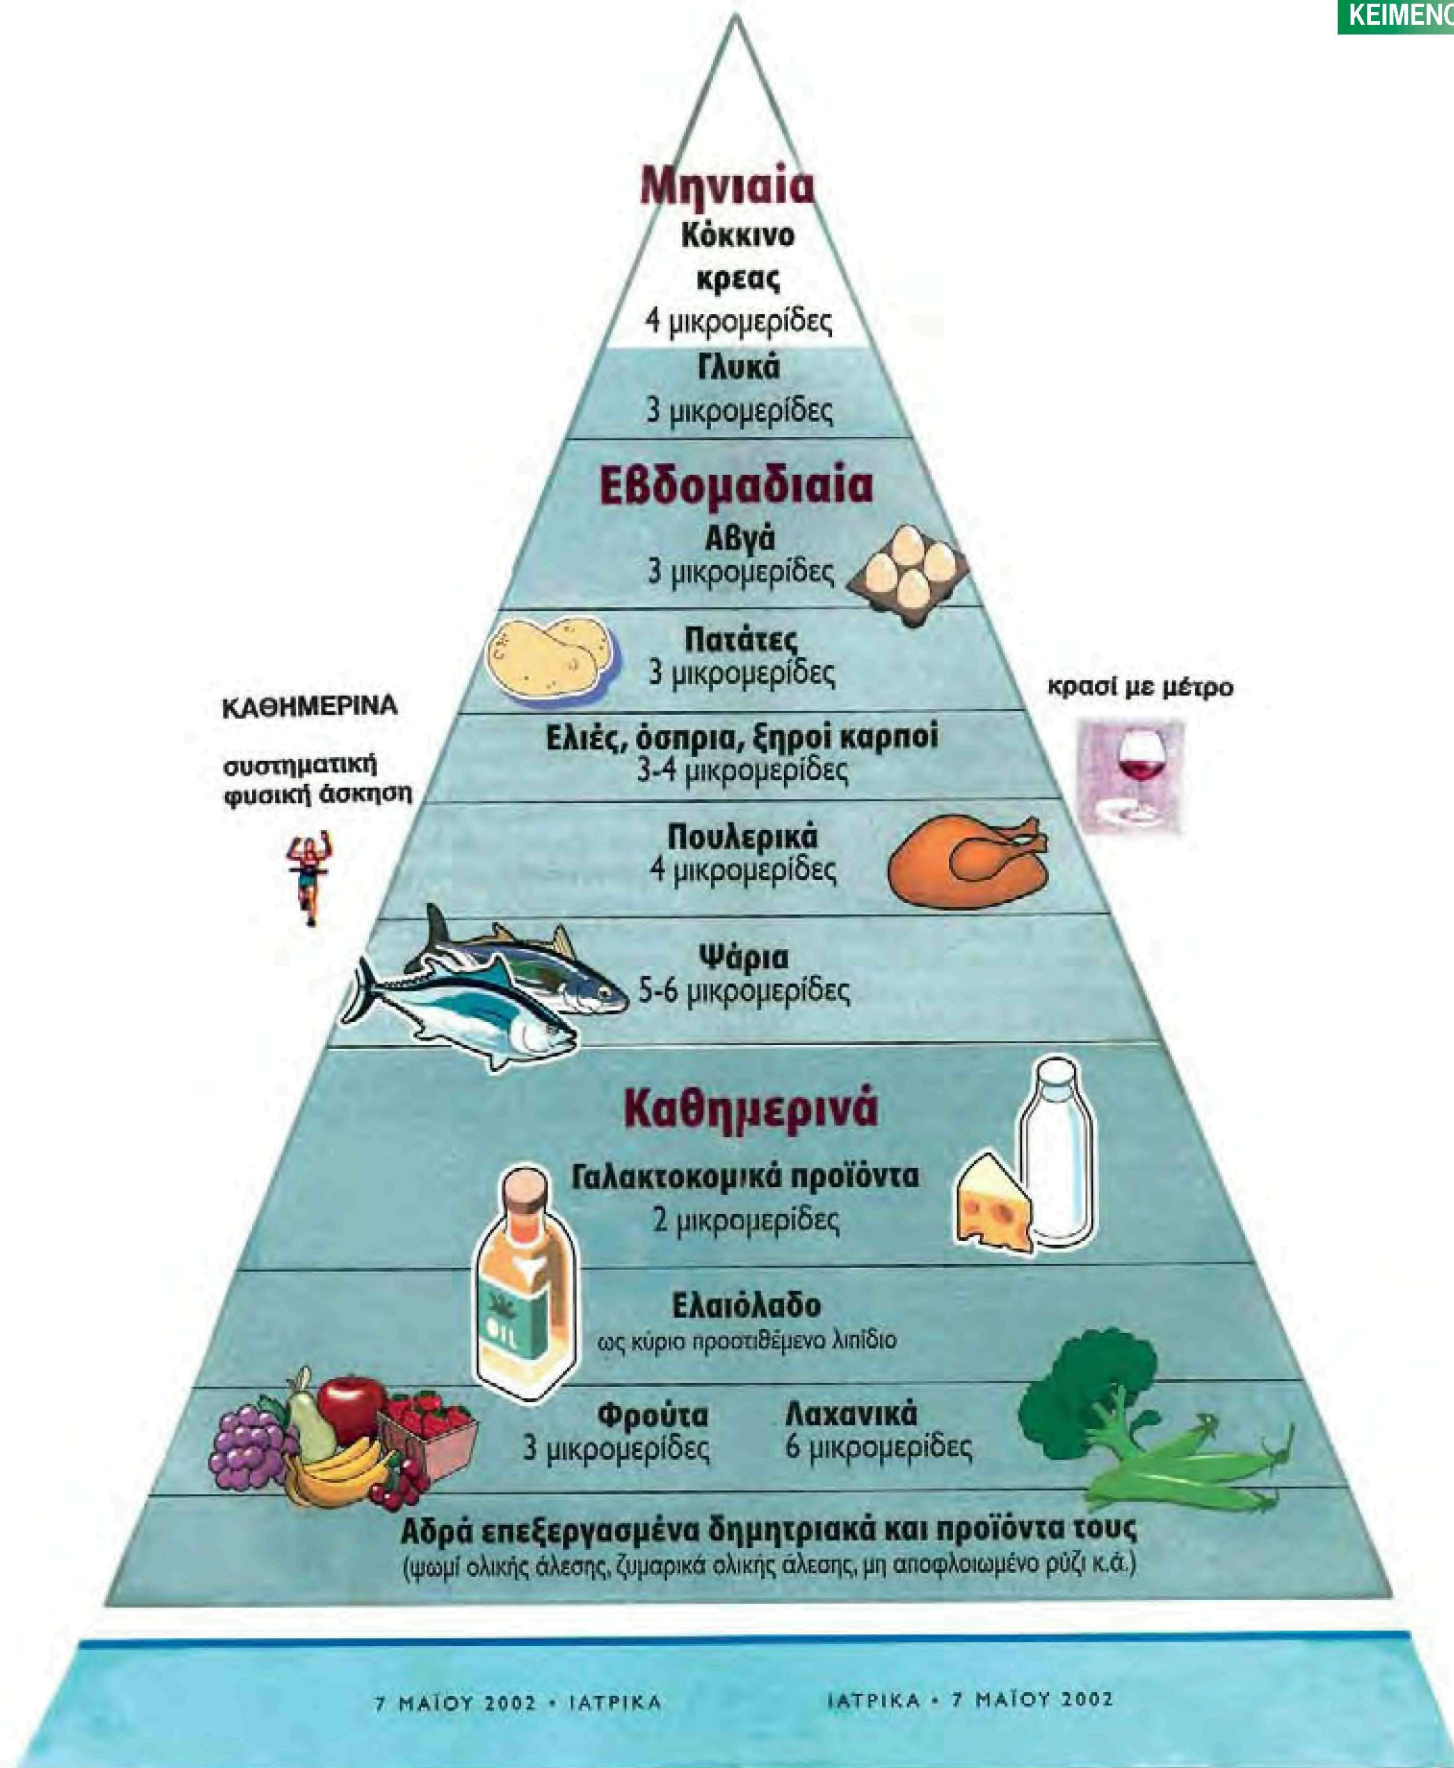 ΚΕΙΜΕΝΟ
Μηνιαία
Κόκκινο
κρεας
4 μικρομερίδες
Γλυκά
3 μικρομερίδες
Εβδομαδιαία
Αβγά
3 μικρομερίδες
Πατάτες
3 μικρομερίδες
Ελιές, όσπρια, ξηροί καρποί
3-4 μικρομερίδες
Πουλερικά
4 μικρομερίδες
Ψάρια
5-6 μικρομερίδες
ΚΑΘΗΜΕΡΙΝΑ
συστηματική
φυσική άσκηση
κρασί με μέτρο
Καθημερινά
Γαλακτοκομικά προϊόντα
2 μικρομερίδες
Ελαιόλαδο
ως κύριο προστιθέμενο λιπίδιο
OIL
Φρούτα
3 μικρομερίδες
Λαχανικά
6 μικρομερίδες
Αδρά επεξεργασμένα δημητριακά και προϊόντα τους
(ψωμί ολικής άλεσης, ζυμαρικά ολικής άλεσης, μη αποφλοιωμένο ρύζι κ.ά.)
7 ΜΑΪΟΥ 2002 • ΙΑΤΡΙΚΑ
ΙΑΤΡΙΚΑ • 7 ΜΑΪΟΥ 2002